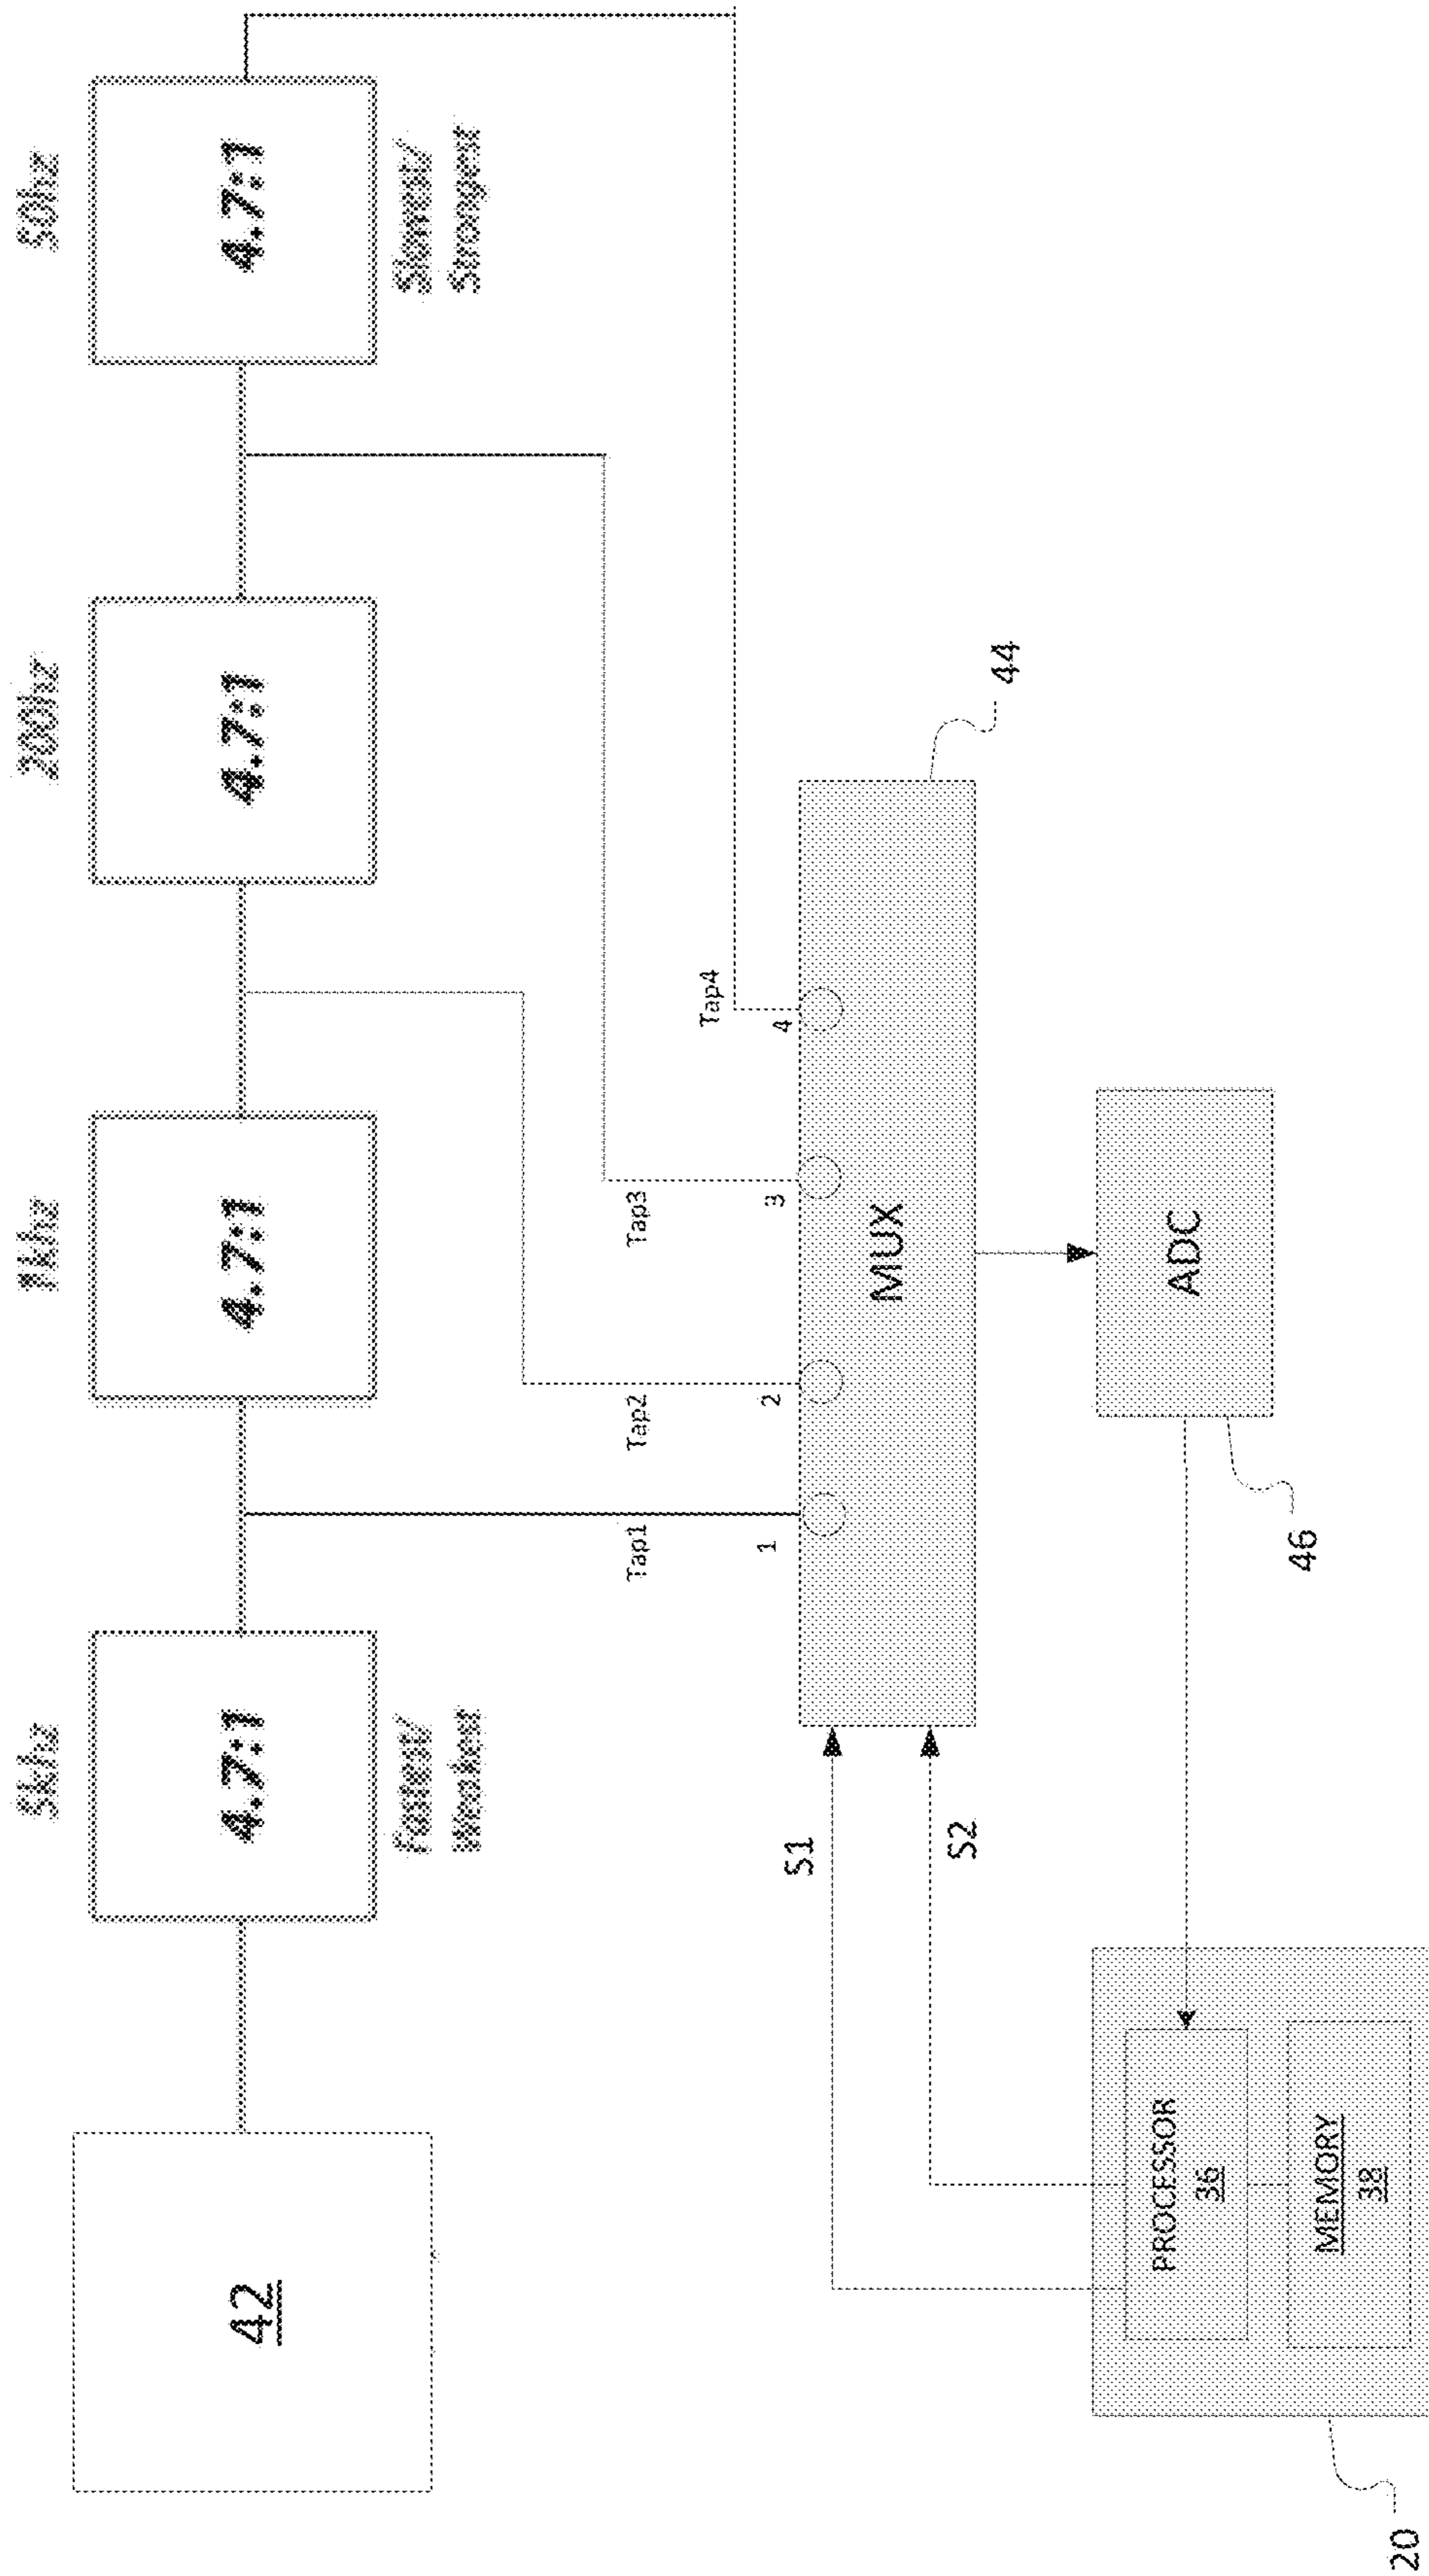 5khz
1khz
200hz
50hz
42
4.7:1
4.7:1
4.7:1
4.7:1
Fastest/
Weakest
Slowest/
Strongest
Tap1
Tap2
Tap3
Tap4
1
2
3
4
S1
S2
MUX
44
PROCESSOR
36
MEMORY
38
ADC
46
20